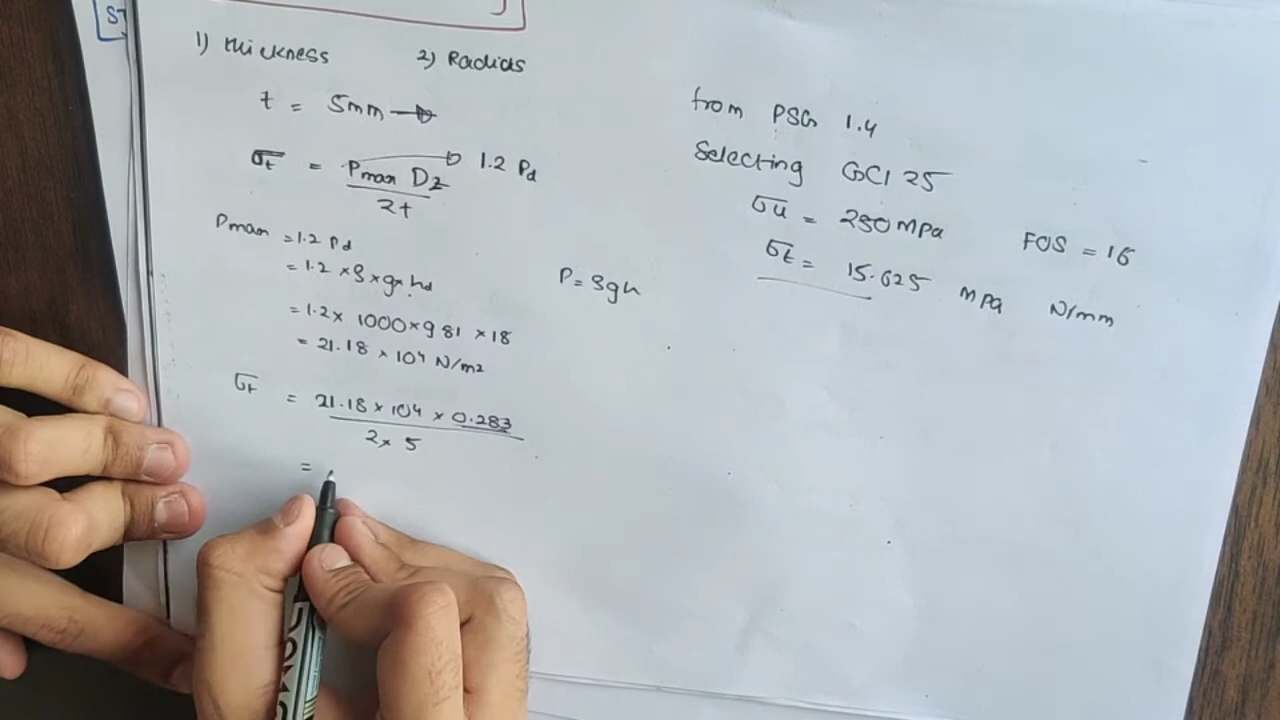 ST
1) thickness 2) Radius
t = 5mm →
σt = Pmax D2 / 2t → 1.2 Pd
Pmax = 1.2 Pd
= 1.2 × ρ × g × hd
= 1.2 × 1000 × 9 81 × 18
= 21.18 × 10⁴ N/m²
σt = 21.18 × 10⁴ × 0.283 / 2 × 5
=
P = ρgh
from PSG 1.4
Selecting GCI 25
σu = 250 MPa FOS = 16
σt = 15.625 MPa N/mm